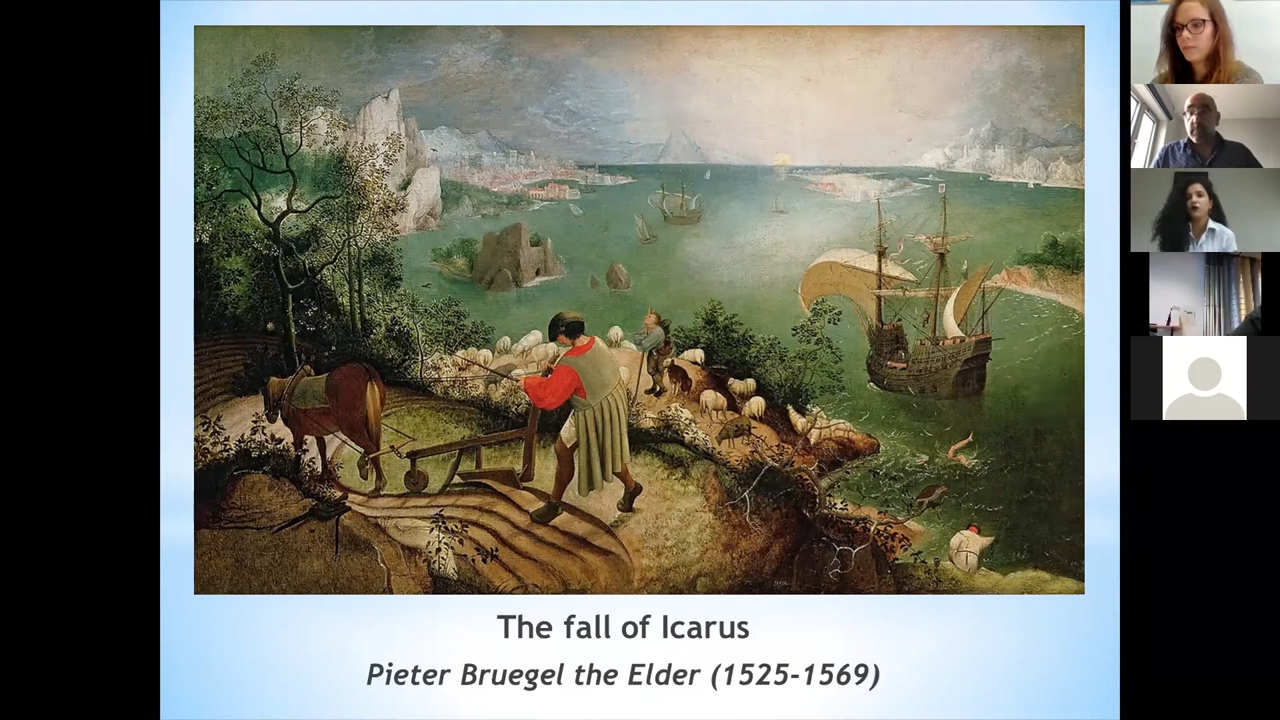 The fall of Icarus
Pieter Bruegel the Elder (1525-1569)